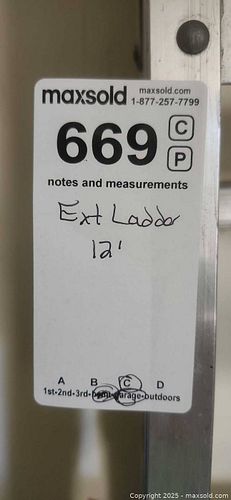 maxsold maxsold.com
1-877-257-7799
669 C
P
notes and measurements
Ext Ladder
12'
A B C D
1st-2nd-3rd-bsmt-garage-outdoors
Copyright 2025 - maxsold.com